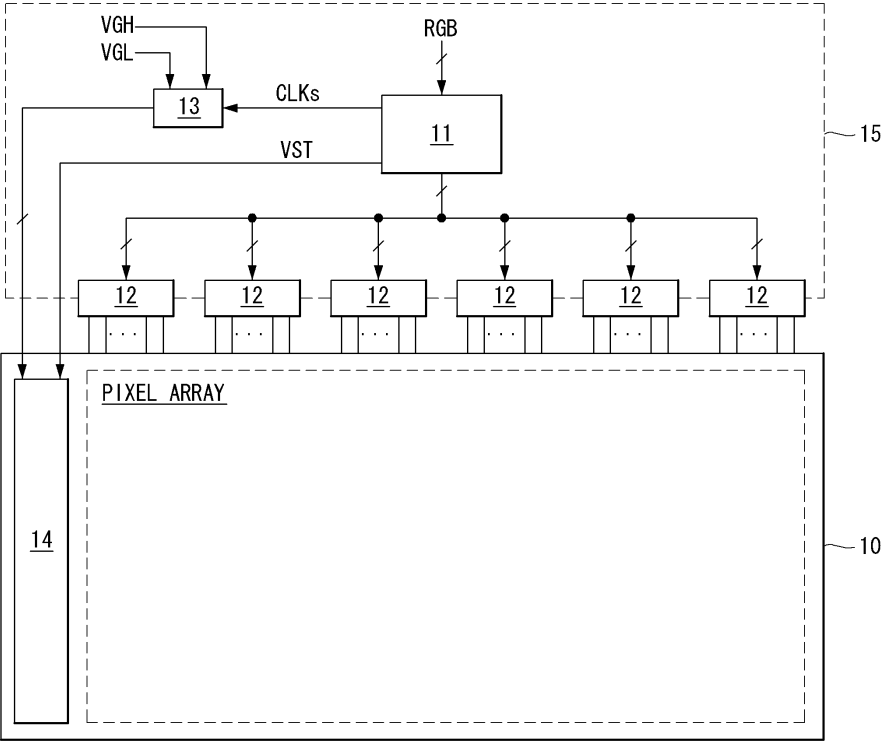 VGH
VGL
RGB
13
CLKs
11
15
VST
12 12 12 12 12 12
··· ··· ··· ··· ··· ···
PIXEL ARRAY
14
10